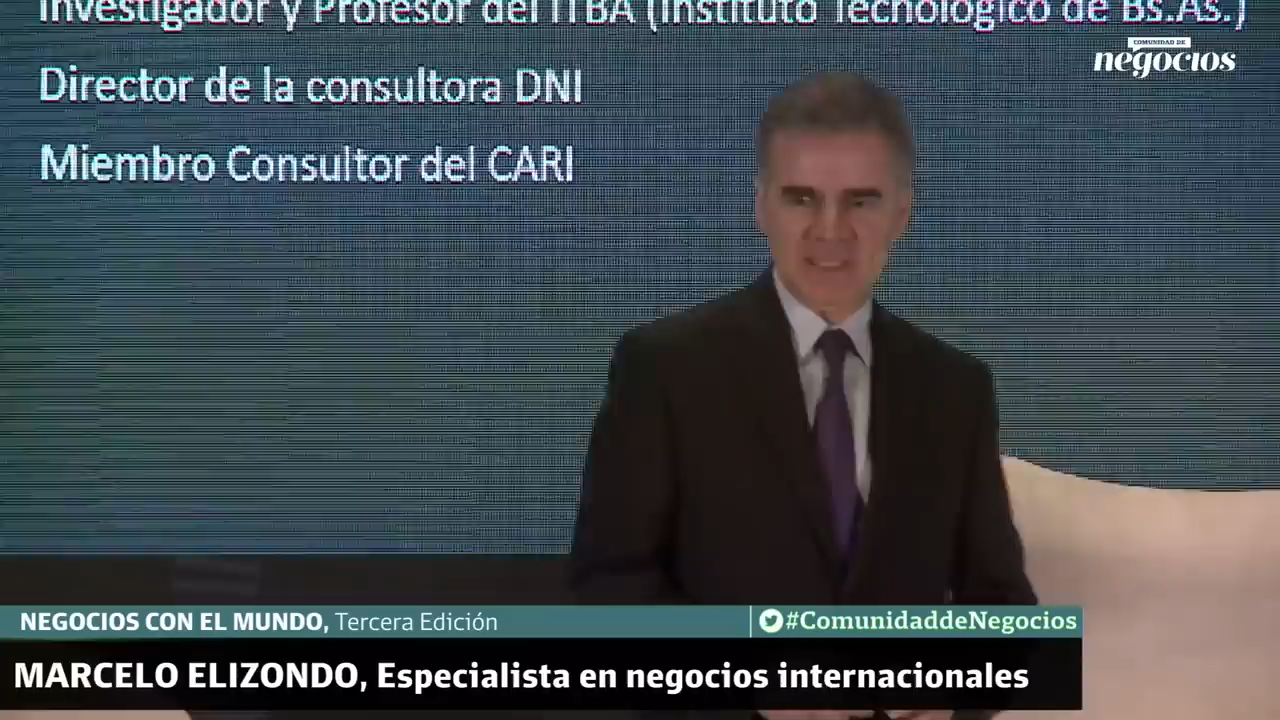 Investigador y Profesor del ITBA (Instituto Tecnológico de Bs.As.)
COMUNIDAD DE
negocios
Director de la consultora DNI
Miembro Consultor del CARI
NEGOCIOS CON EL MUNDO, Tercera Edición
#ComunidaddeNegocios
MARCELO ELIZONDO, Especialista en negocios internacionales